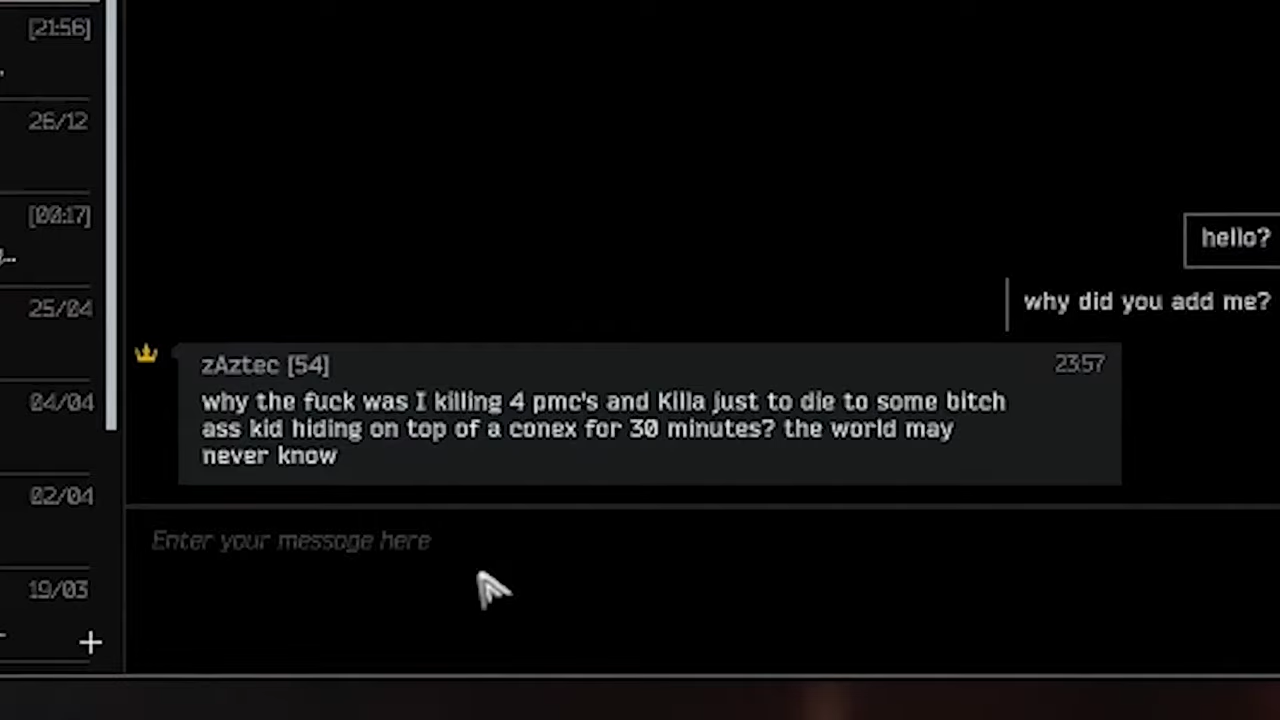 [21:56]
26/12
[00:17]
25/04
04/04
02/04
19/03
hello?
why did you add me?
zAztec [54]
23:57
why the fuck was I killing 4 pmc's and Killa just to die to some bitch
ass kid hiding on top of a conex for 30 minutes? the world may
never know
Enter your message here